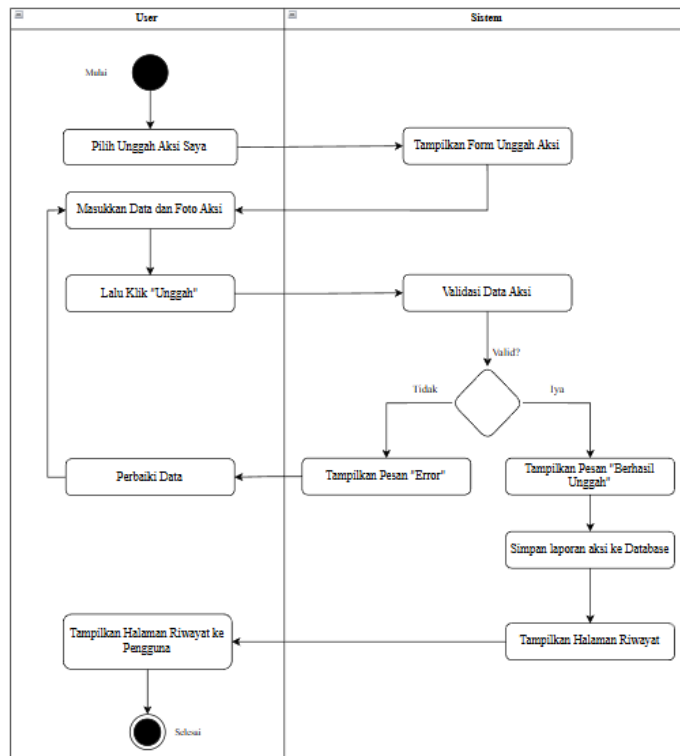 User
Sistem
Mulai
Pilih Unggah Aksi Saya
Tampilkan Form Unggah Aksi
Masukkan Data dan Foto Aksi
Lalu Klik "Unggah"
Validasi Data Aksi
Valid?
Tidak
Iya
Perbaiki Data
Tampilkan Pesan "Error"
Tampilkan Pesan "Berhasil
Unggah"
Simpan laporan aksi ke Database
Tampilkan Halaman Riwayat ke
Pengguna
Tampilkan Halaman Riwayat
Selesai